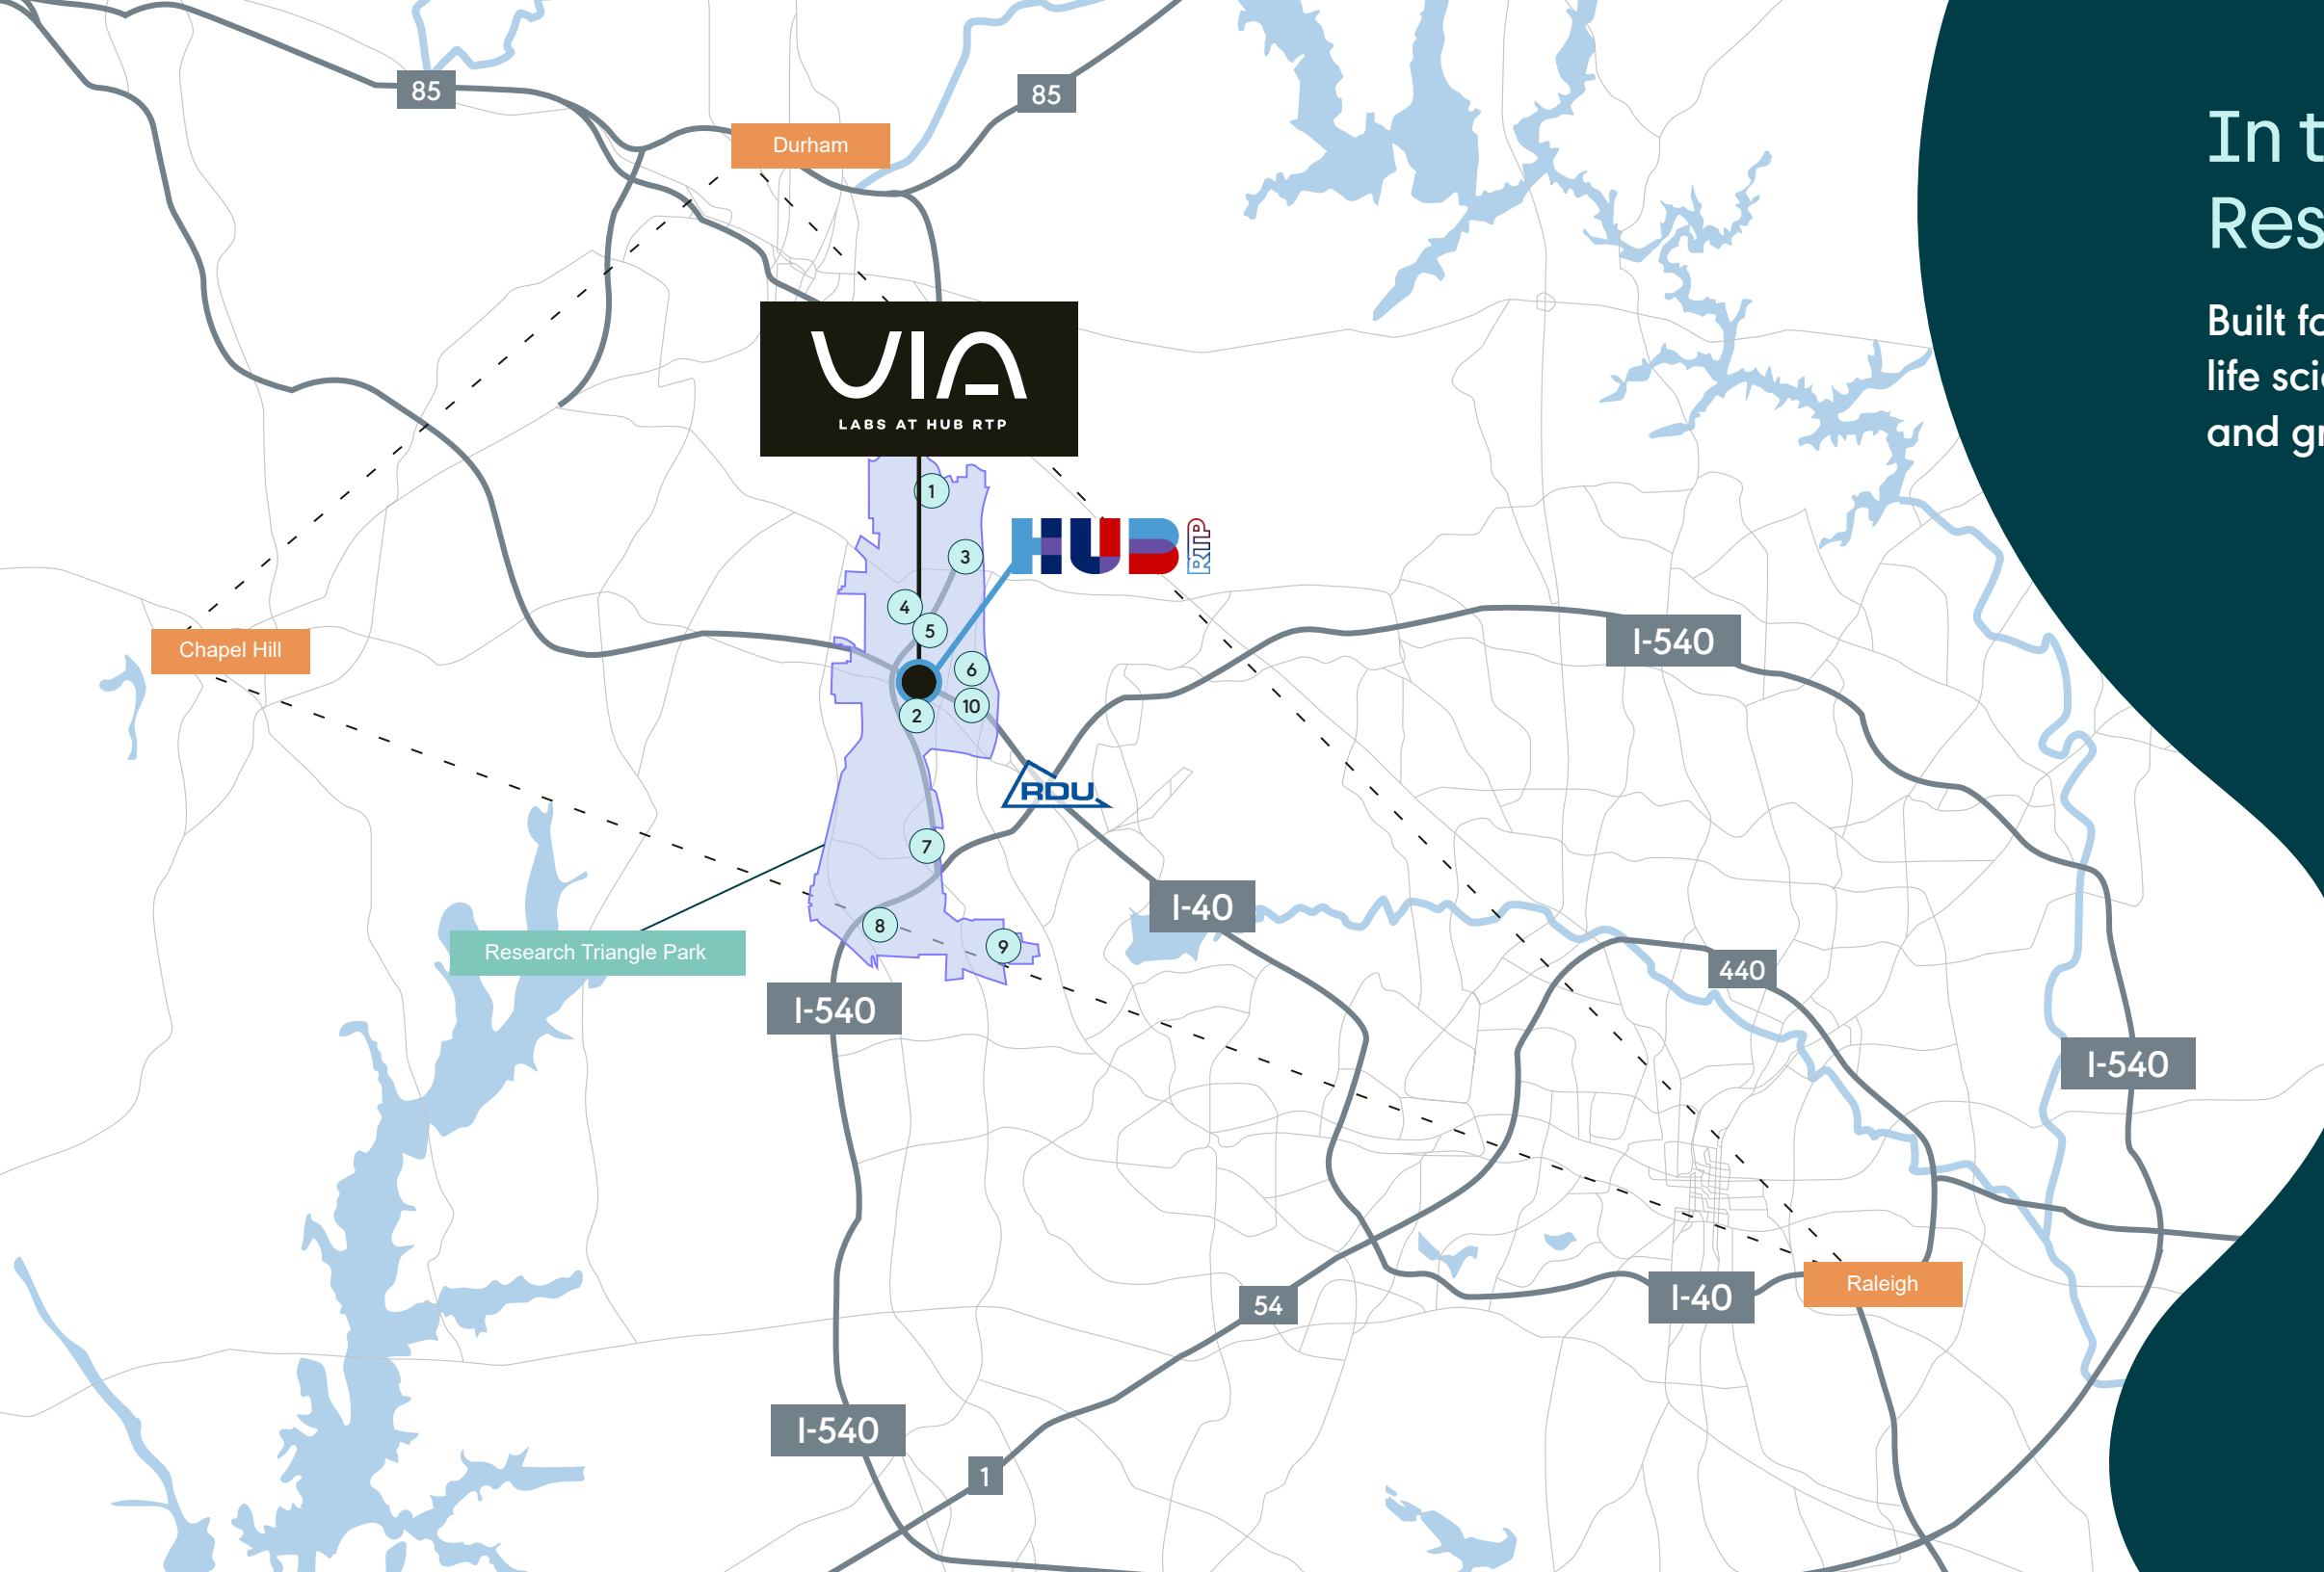 85
85
Durham
In t
Res
Built fo
life scie
and gr
VIA
LABS AT HUB RTP
1
HUB RTP
3
4
5
Chapel Hill
I-540
6
10
2
RDU
7
I-40
8
9
Research Triangle Park
440
I-540
I-540
Raleigh
I-40
54
I-540
1